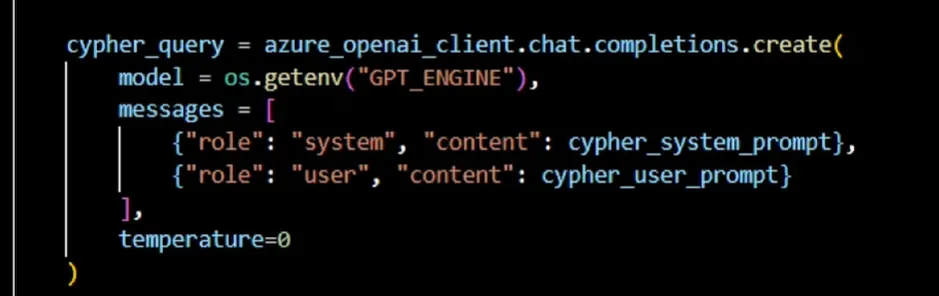 cypher_query = azure_openai_client.chat.completions.create(
model = os.getenv("GPT_ENGINE"),
messages = [
{"role": "system", "content": cypher_system_prompt},
{"role": "user", "content": cypher_user_prompt}
],
temperature=0
)